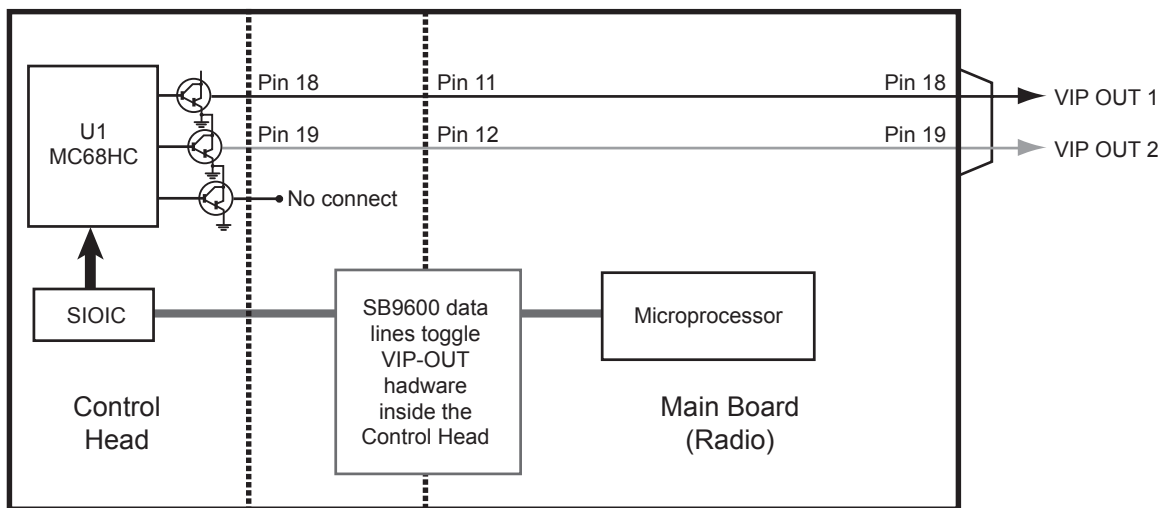 Pin 18
Pin 11
Pin 18
VIP OUT 1
U1
MC68HC
Pin 19
Pin 12
Pin 19
VIP OUT 2
No connect
SIOIC
SB9600 data
lines toggle
VIP-OUT
hadware
inside the
Control Head
Microprocessor
Control
Head
Main Board
(Radio)